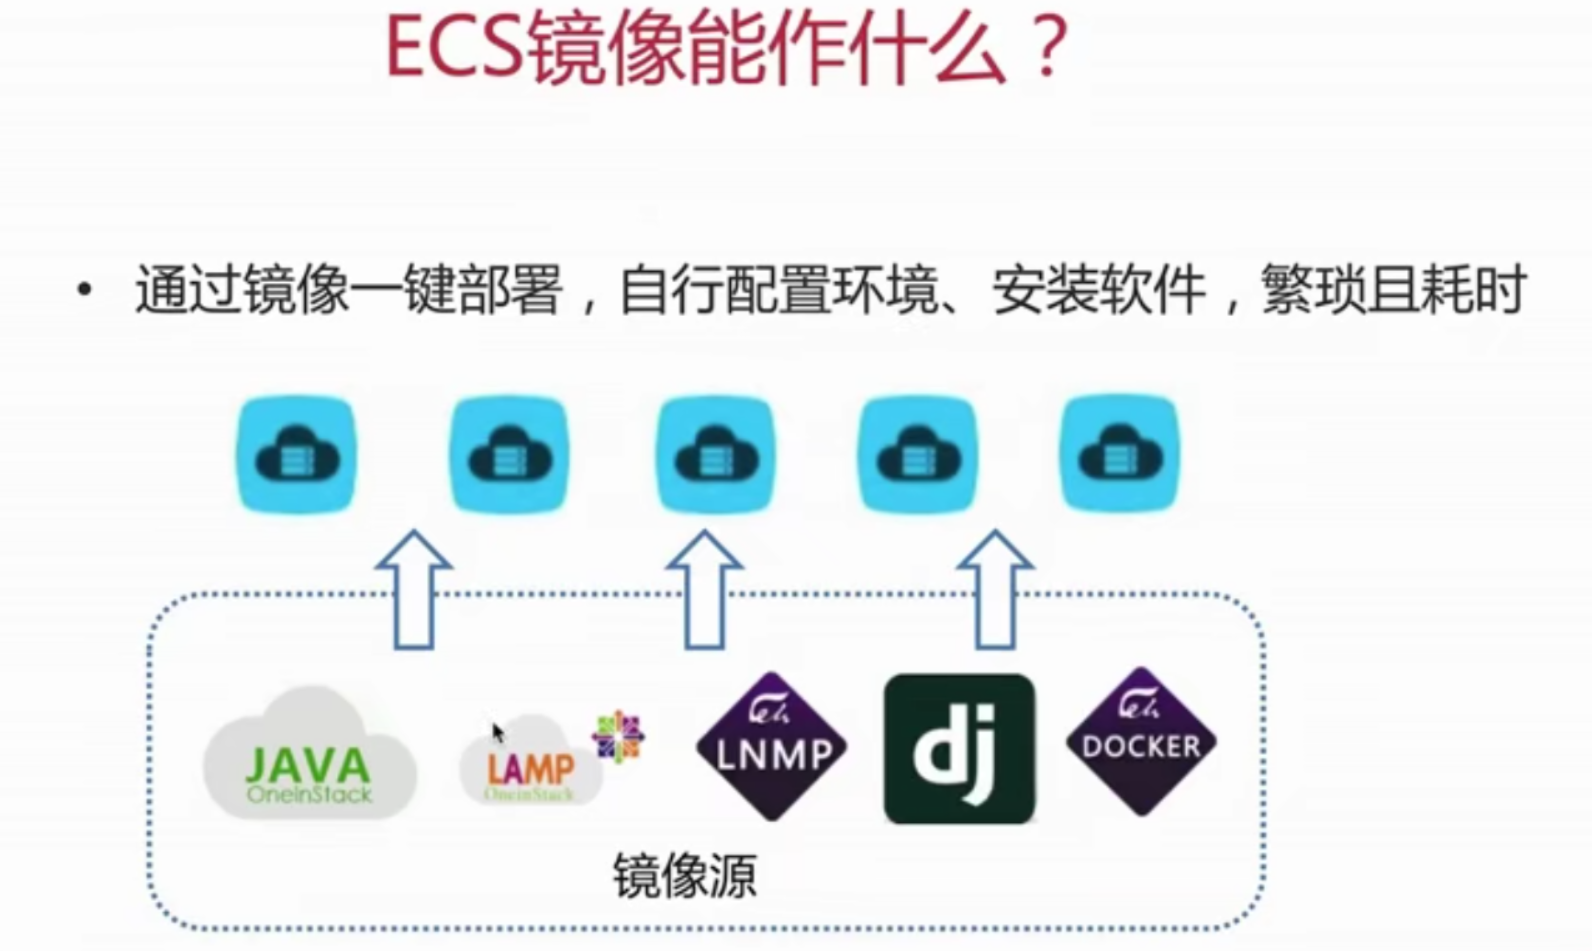 ECS镜像能作什么？
• 通过镜像一键部署，自行配置环境、安装软件，繁琐且耗时
JAVA
OneinStack
LAMP
OneinStack
LNMP
dj
DOCKER
镜像源